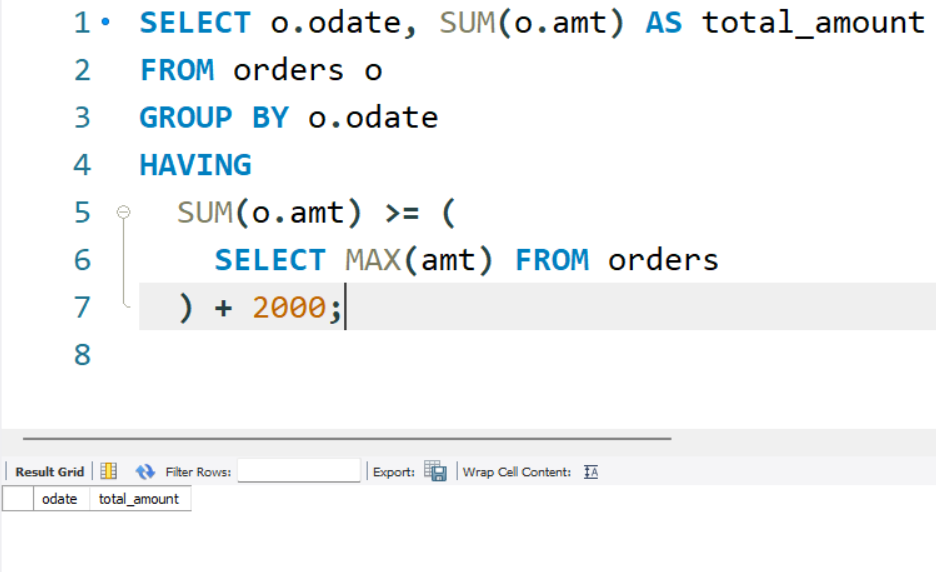 1 SELECT o.odate, SUM(o.amt) AS total_amount
2 FROM orders o
3 GROUP BY o.odate
4 HAVING
5 SUM(o.amt) >= (
6 SELECT MAX(amt) FROM orders
7 ) + 2000;
8
Result Grid Filter Rows: Export: Wrap Cell Content: IA
odate total_amount